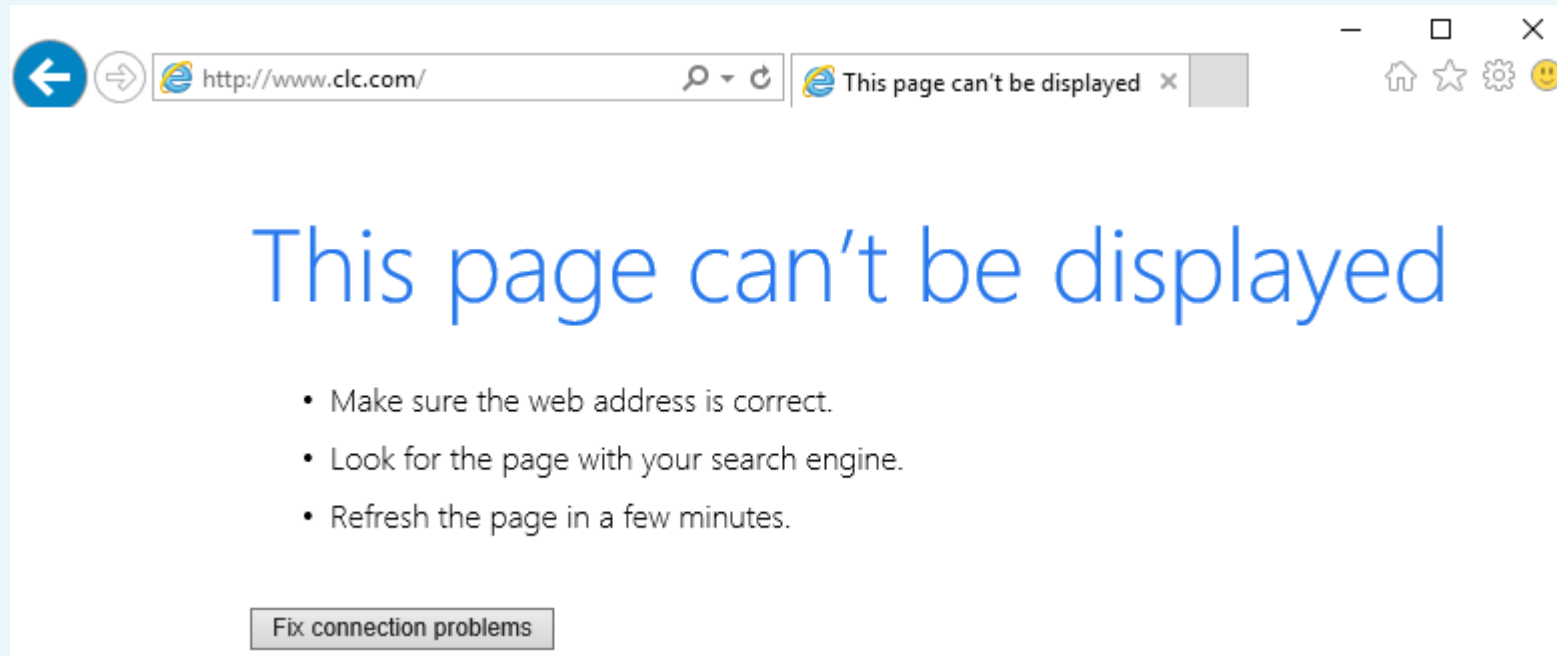 http://www.clc.com/
This page can't be displayed
This page can't be displayed
• Make sure the web address is correct.
• Look for the page with your search engine.
• Refresh the page in a few minutes.
Fix connection problems